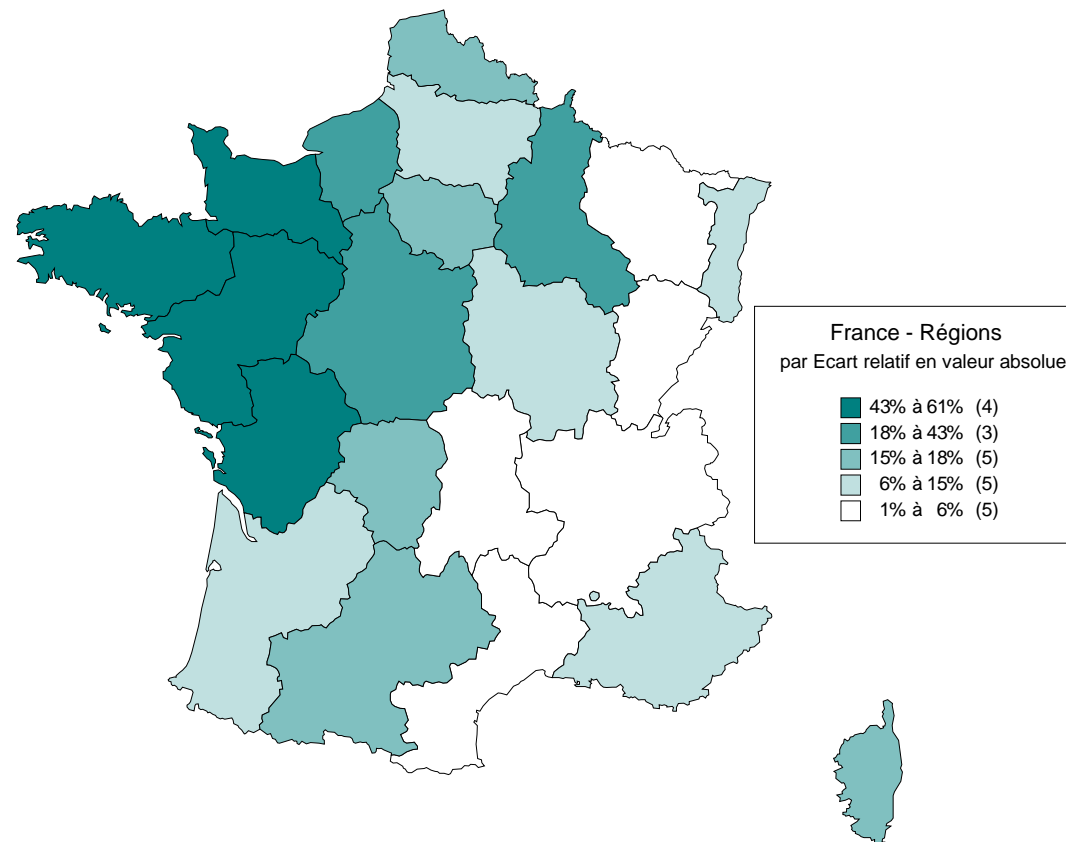 France - Régions
par Ecart relatif en valeur absolue
43% à 61% (4)
18% à 43% (3)
15% à 18% (5)
6% à 15% (5)
1% à 6% (5)